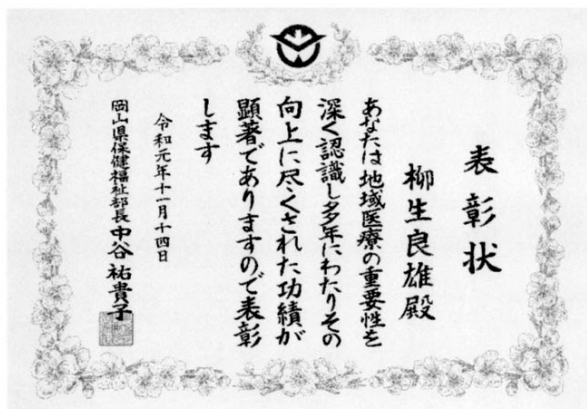 表彰状
柳生良雄殿
あなたは地域医療の重要性を
深く認識し多年にわたりその
向上に尽くされた功績が
顕著でありますので表彰
します
令和元年十一月十四日
岡山県保健福祉部長 中谷祐貴子